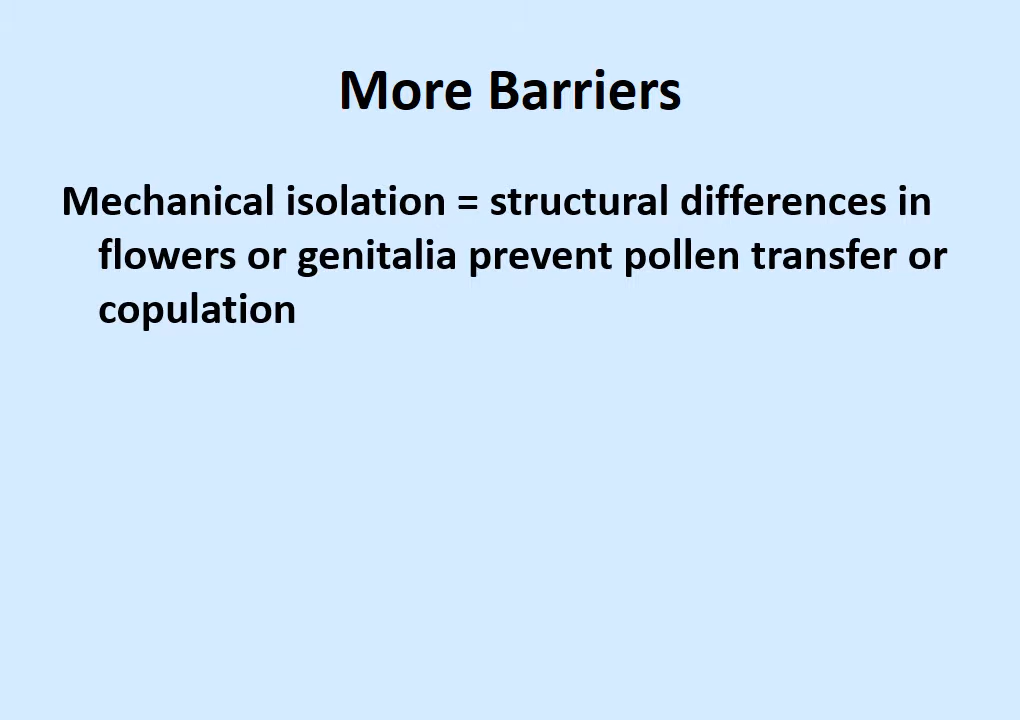 More Barriers
Mechanical isolation = structural differences in
flowers or genitalia prevent pollen transfer or
copulation